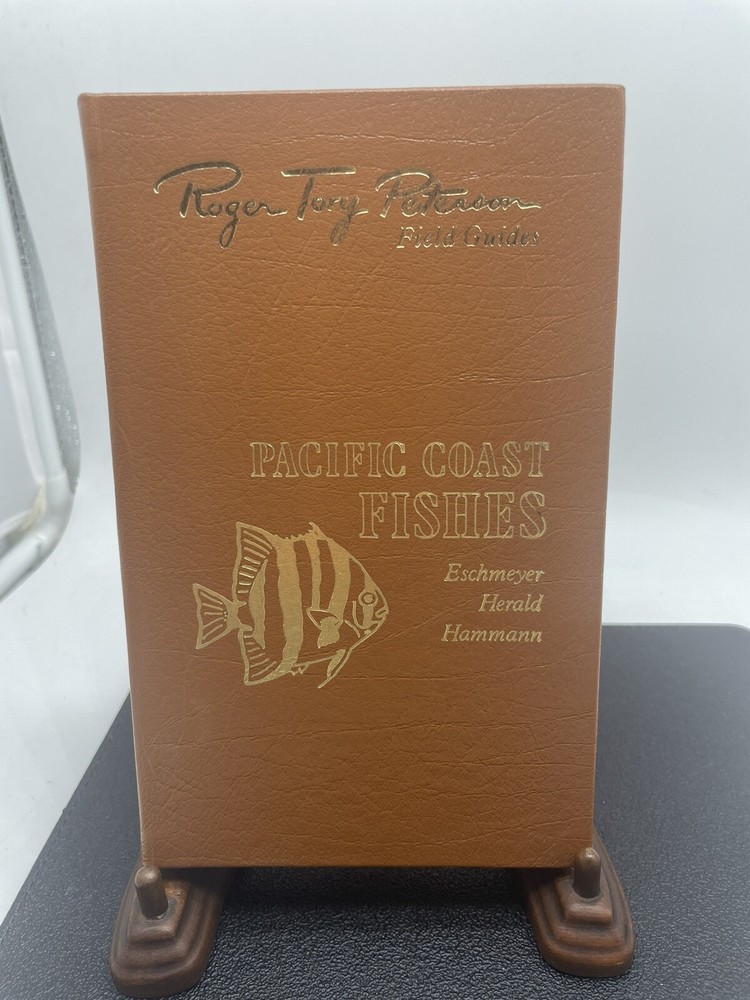 Roger Tory Peterson
Field Guides
PACIFIC COAST
FISHES
Eschmeyer
Herald
Hammann